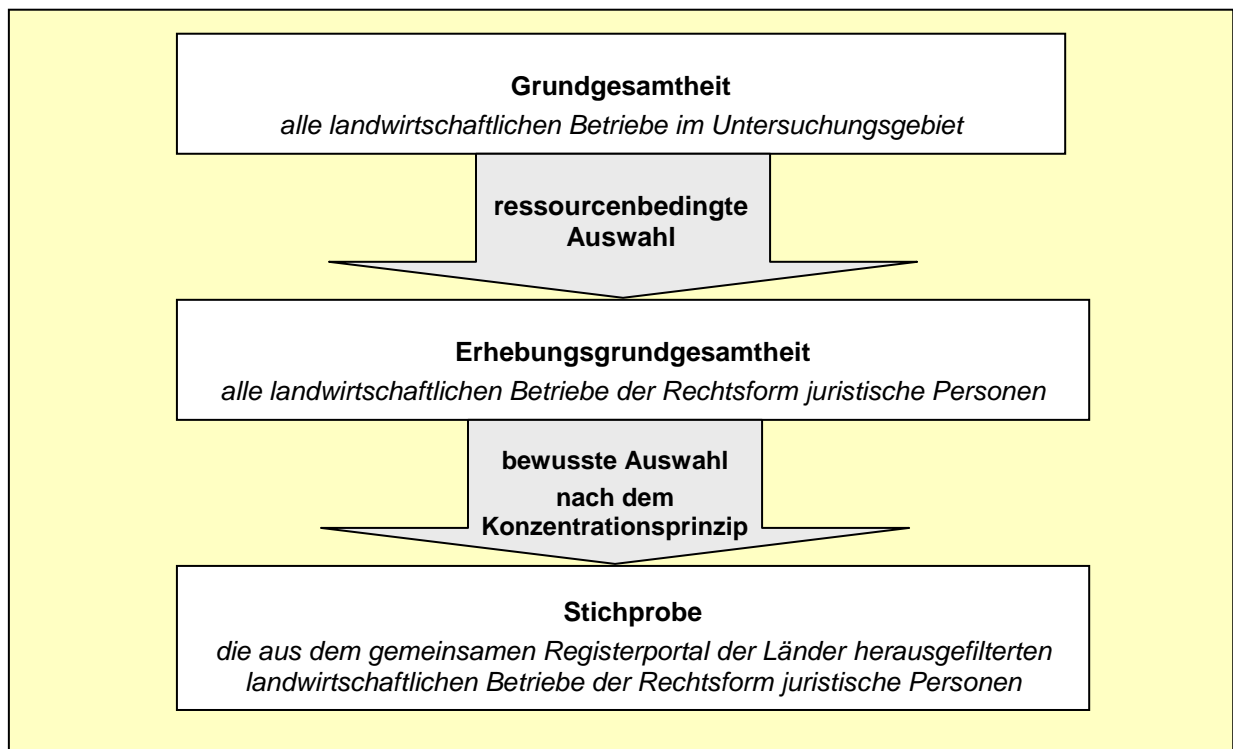 Grundgesamtheit
alle landwirtschaftlichen Betriebe im Untersuchungsgebiet
ressourcenbedingte
Auswahl
Erhebungsgrundgesamtheit
alle landwirtschaftlichen Betriebe der Rechtsform juristische Personen
bewusste Auswahl
nach dem
Konzentrationsprinzip
Stichprobe
die aus dem gemeinsamen Registerportal der Länder herausgefilterten
landwirtschaftlichen Betriebe der Rechtsform juristische Personen